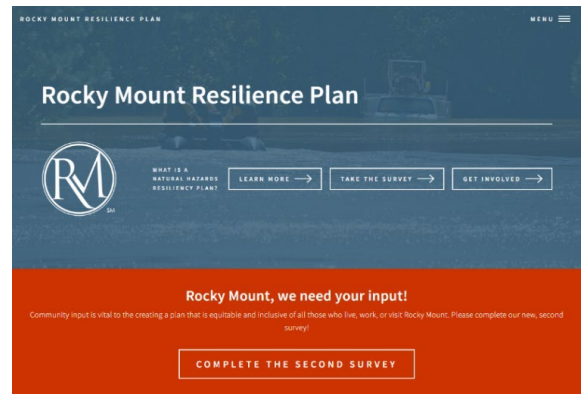 ROCKY MOUNT RESILIENCE PLAN
MENU
Rocky Mount Resilience Plan
RM
SM
WHAT IS A
NATURAL HAZARDS
RESILIENCY PLAN?
LEARN MORE
TAKE THE SURVEY
GET INVOLVED
Rocky Mount, we need your input!
Community input is vital to the creating a plan that is equitable and inclusive of all those who live, work, or visit Rocky Mount. Please complete our new, second
survey!
COMPLETE THE SECOND SURVEY